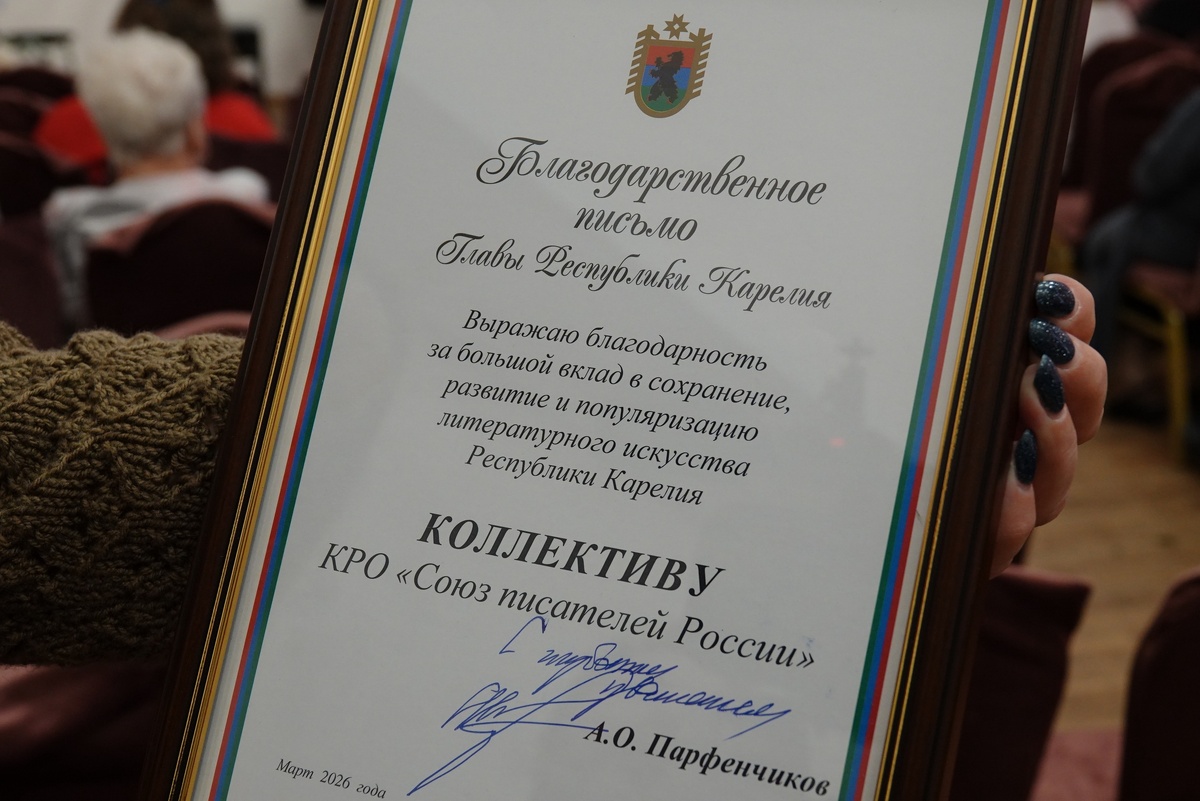 Благодарственное
письмо
Главы Республики Карелия
Выражаю благодарность
за большой вклад в сохранение,
развитие и популяризацию
литературного искусства
Республики Карелия
КОЛЛЕКТИВУ
КРО «Союз писателей России»
С
А.О. Парфенчиков
Март 2026 года